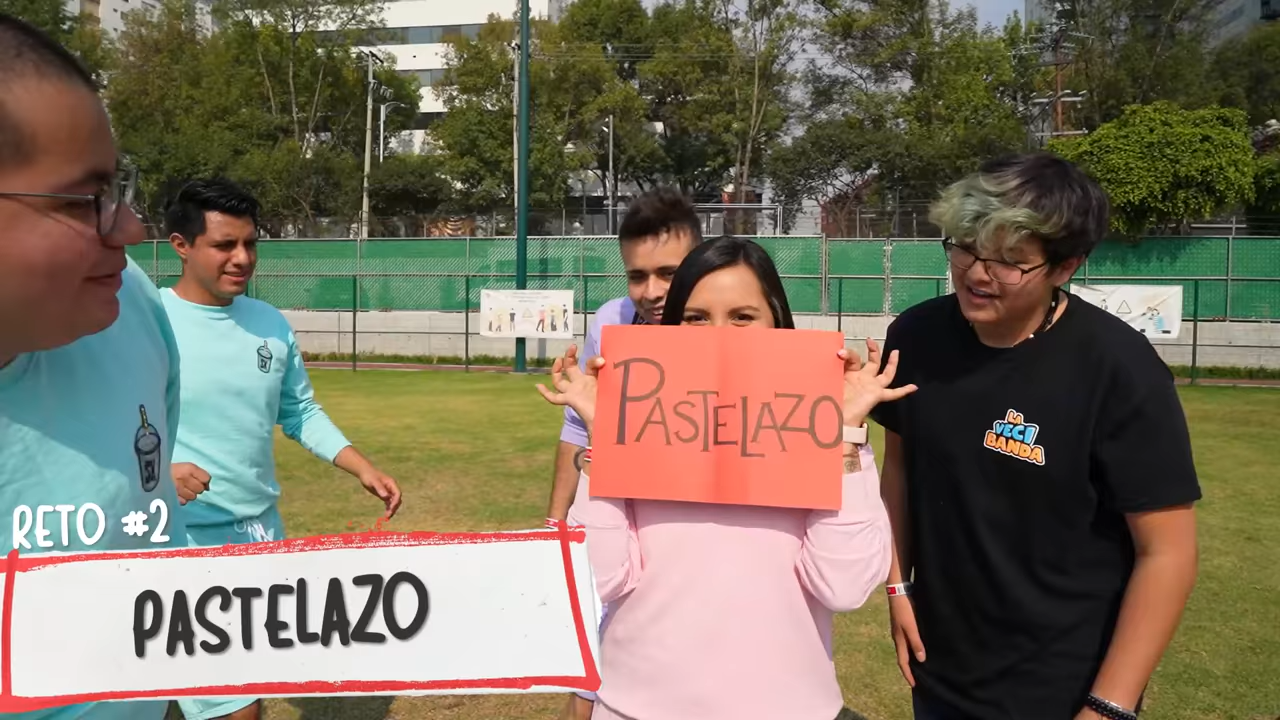 PASTELAZO
LA
VECI
BANDA
RETO #2
PASTELAZO